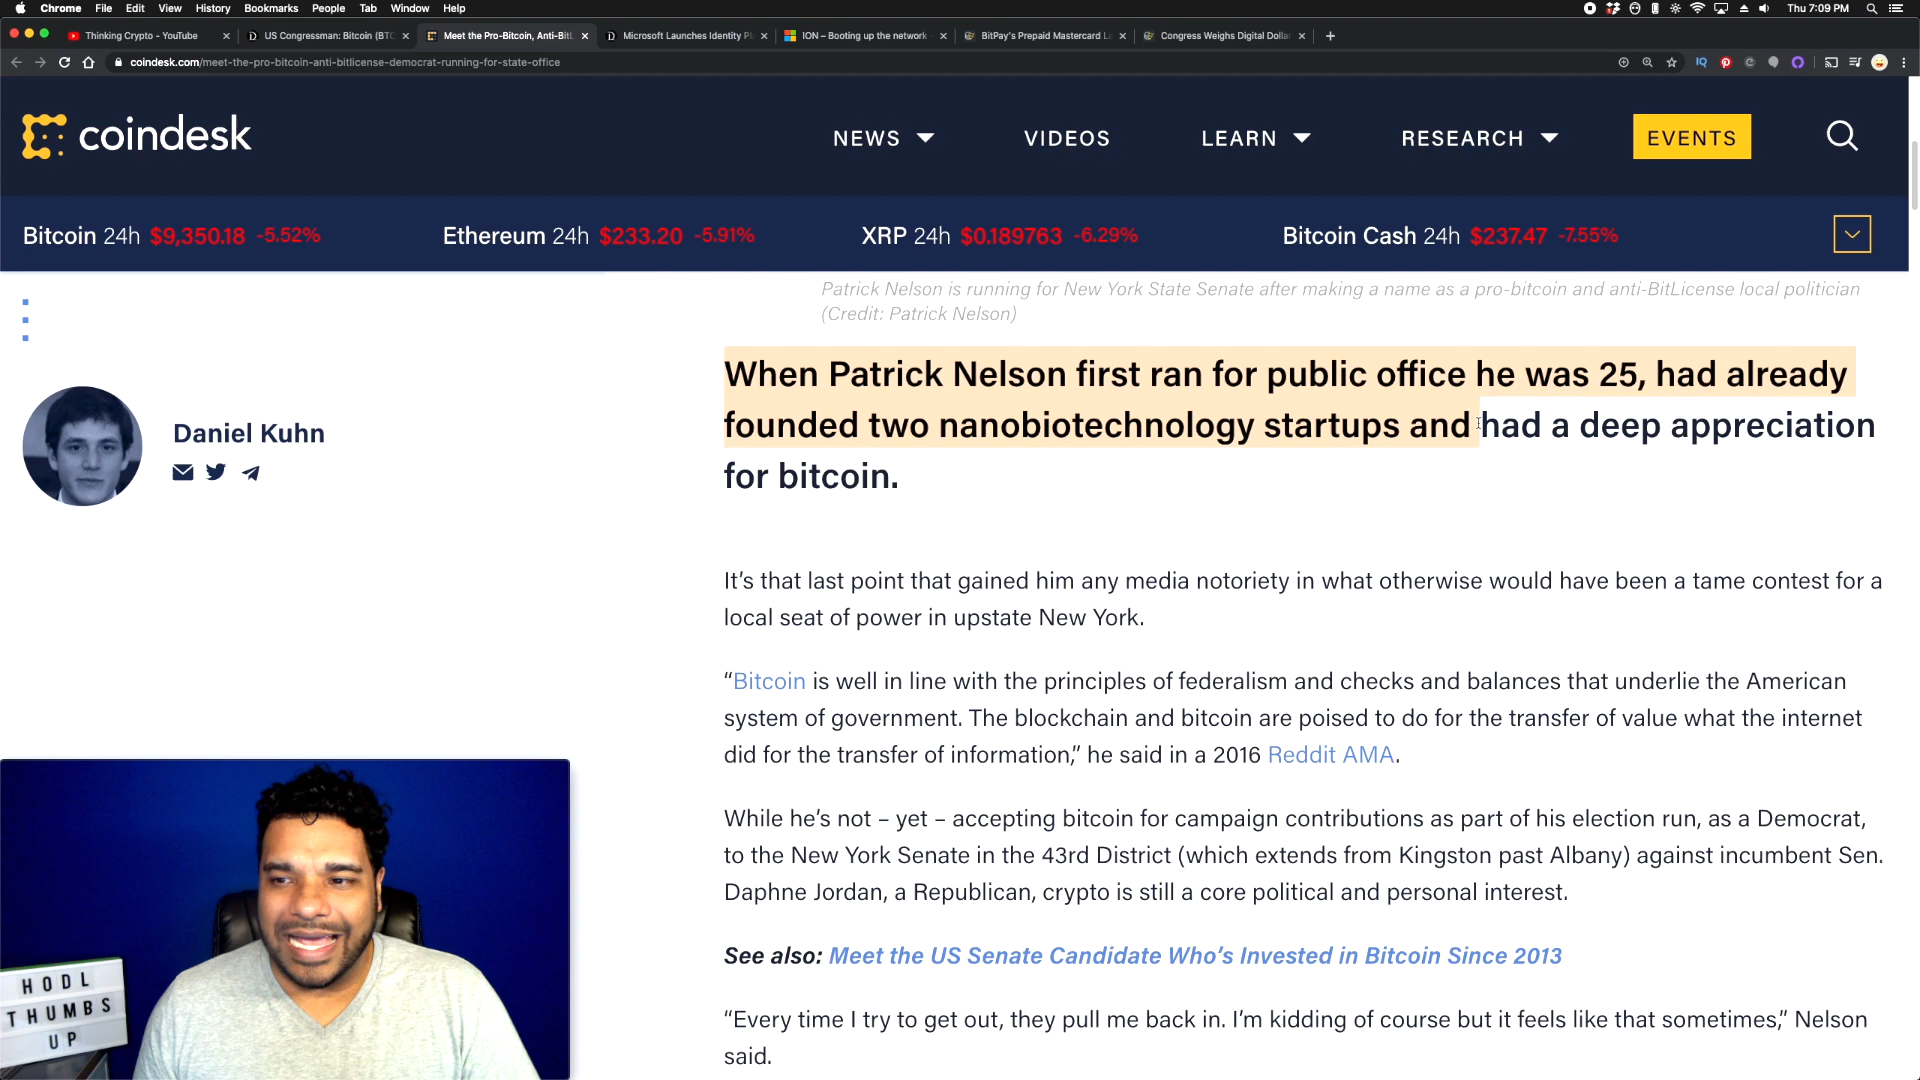 Chrome File Edit View History Bookmarks People Tab Window Help
Thu 7:09 PM
Thinking Crypto - YouTube
US Congressman: Bitcoin (BTC
Meet the Pro-Bitcoin, Anti-BitL
Microsoft Launches Identity Pl
ION – Booting up the network
BitPay's Prepaid Mastercard La
Congress Weighs Digital Dollar
coindesk.com/meet-the-pro-bitcoin-anti-bitlicense-democrat-running-for-state-office
coindesk
NEWS VIDEOS LEARN RESEARCH EVENTS
Bitcoin 24h $9,350.18 -5.52% Ethereum 24h $233.20 -5.91% XRP 24h $0.189763 -6.29% Bitcoin Cash 24h $237.47 -7.55%
Patrick Nelson is running for New York State Senate after making a name as a pro-bitcoin and anti-BitLicense local politician
(Credit: Patrick Nelson)
Daniel Kuhn
When Patrick Nelson first ran for public office he was 25, had already
founded two nanobiotechnology startups and had a deep appreciation
for bitcoin.
It's that last point that gained him any media notoriety in what otherwise would have been a tame contest for a
local seat of power in upstate New York.
“Bitcoin is well in line with the principles of federalism and checks and balances that underlie the American
system of government. The blockchain and bitcoin are poised to do for the transfer of value what the internet
did for the transfer of information,” he said in a 2016 Reddit AMA.
While he's not – yet – accepting bitcoin for campaign contributions as part of his election run, as a Democrat,
to the New York Senate in the 43rd District (which extends from Kingston past Albany) against incumbent Sen.
Daphne Jordan, a Republican, crypto is still a core political and personal interest.
See also: Meet the US Senate Candidate Who's Invested in Bitcoin Since 2013
“Every time I try to get out, they pull me back in. I'm kidding of course but it feels like that sometimes,” Nelson
said.
HODL
THUMBS
UP